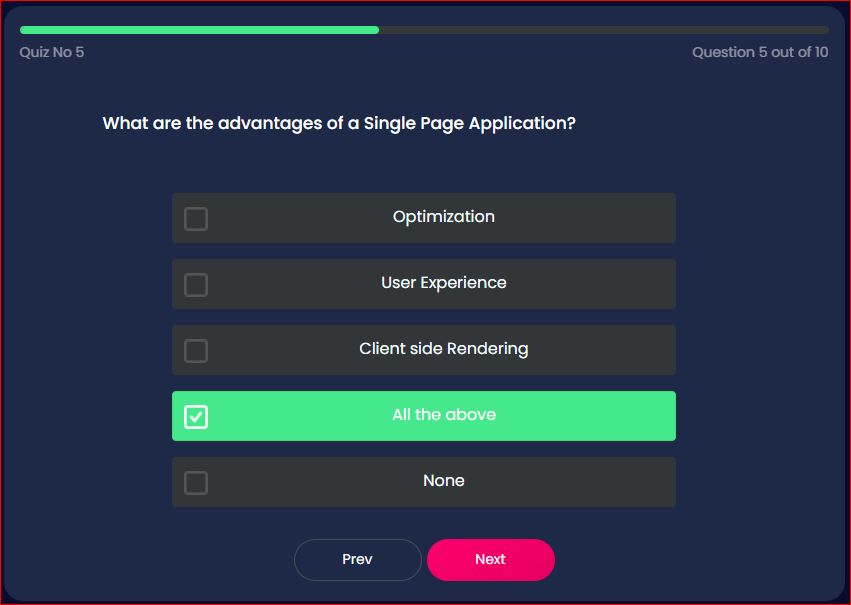 Quiz No 5
Question 5 out of 10
What are the advantages of a Single Page Application?
Optimization
User Experience
Client side Rendering
All the above
None
Prev
Next